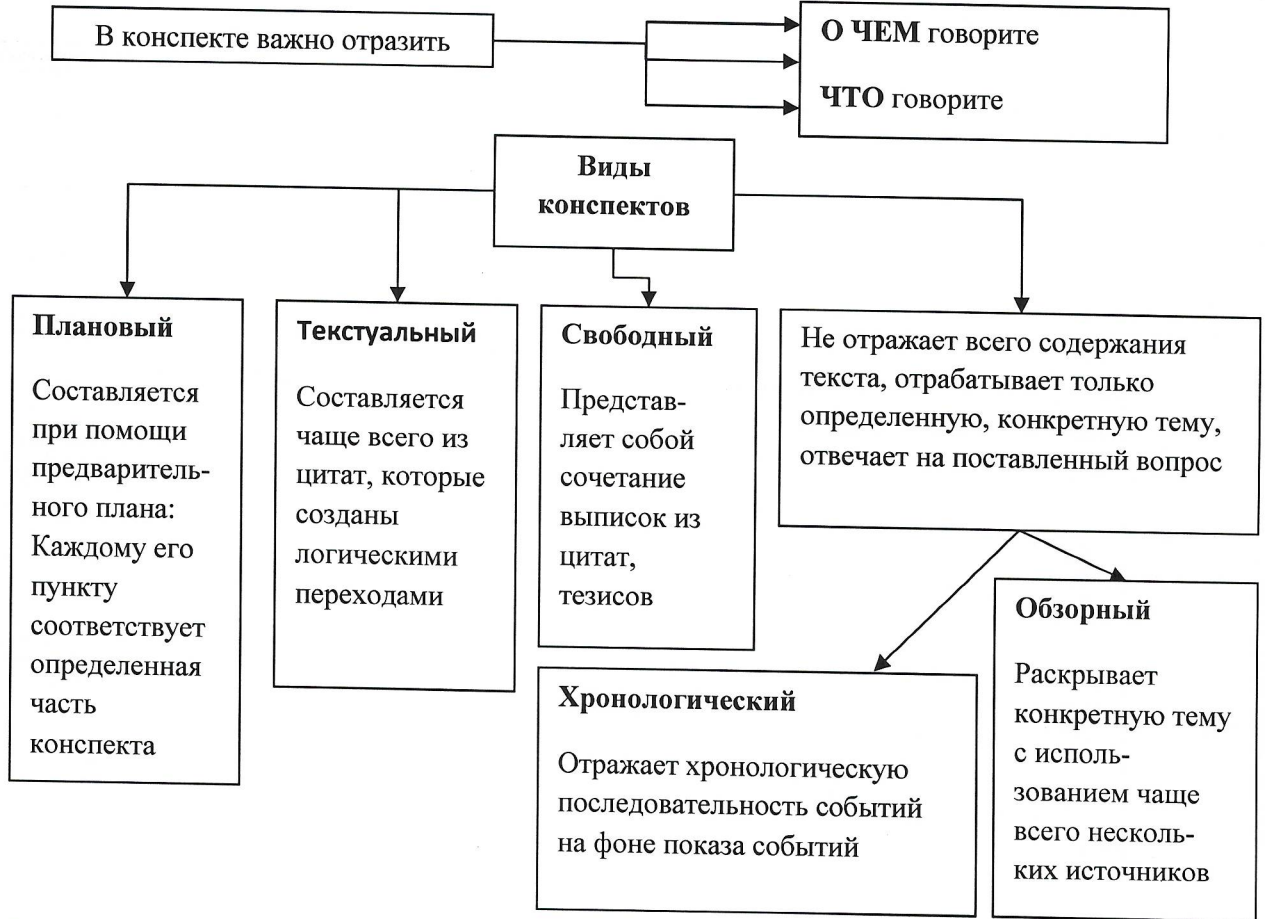 В конспекте важно отразить
О ЧЕМ говорите
ЧТО говорите
Виды
конспектов
Плановый
Составляется
при помощи
предваритель-
ного плана:
Каждому его
пункту
соответствует
определенная
часть
конспекта
Текстуальный
Составляется
чаще всего из
цитат, которые
созданы
логическими
переходами
Свободный
Представ-
ляет собой
сочетание
выписок из
цитат,
тезисов
Не отражает всего содержания
текста, отрабатывает только
определенную, конкретную тему,
отвечает на поставленный вопрос
Хронологический
Отражает хронологическую
последовательность событий
на фоне показа событий
Обзорный
Раскрывает
конкретную тему
с исполь-
зованием чаще
всего несколь-
ких источников